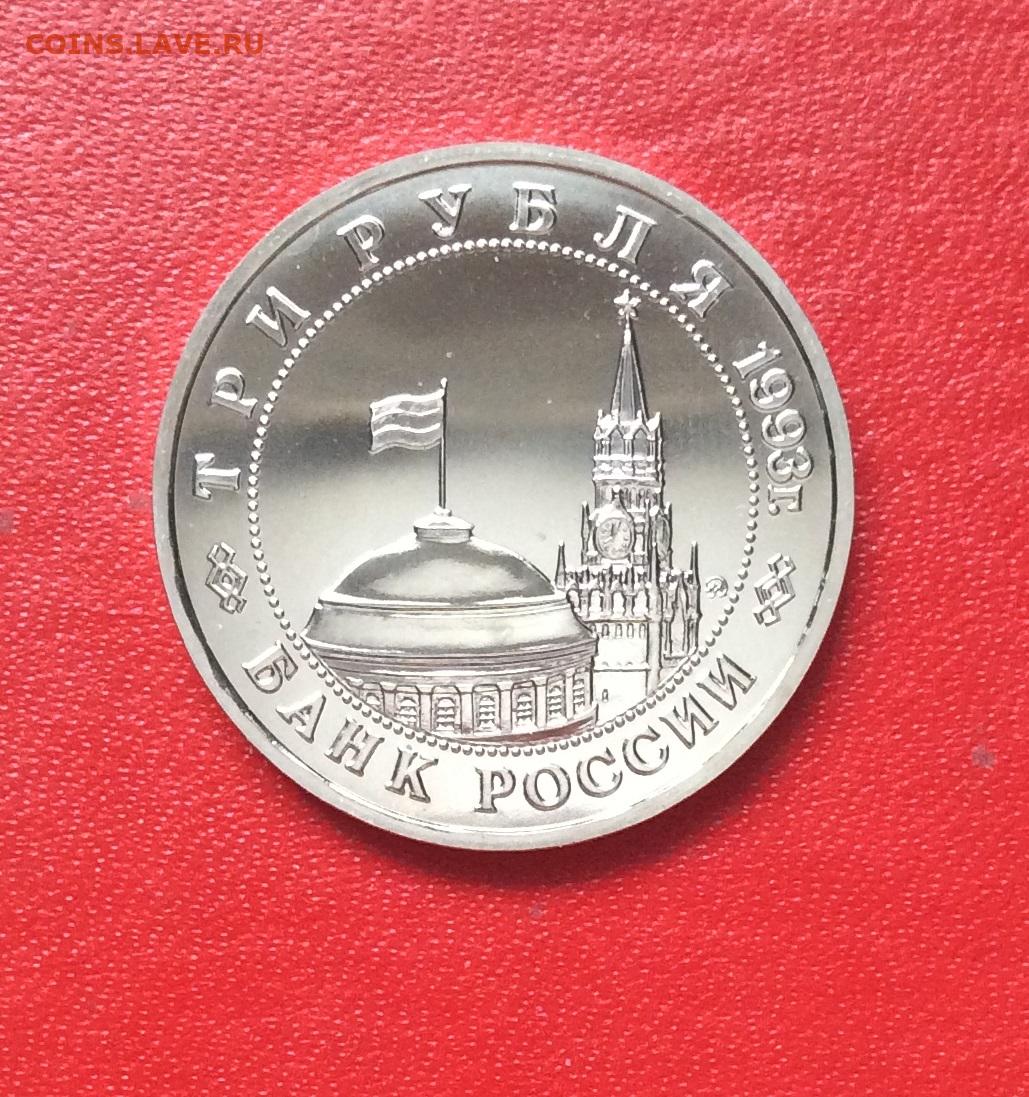 COINS.LAVE.RU
ТРИ РУБЛЯ 1993г.
БАНК РОССИИ